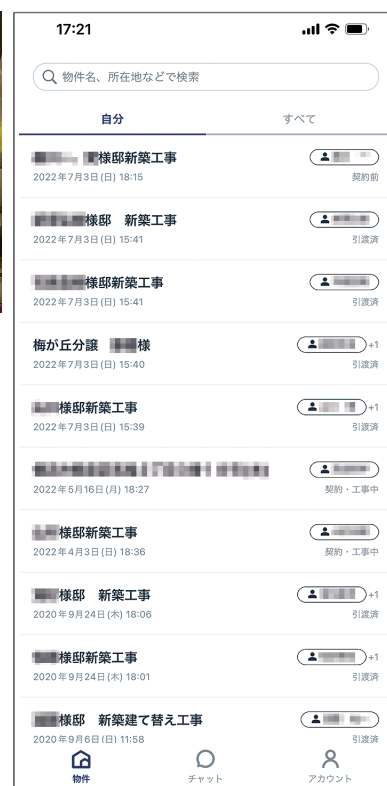 17:21
物件名、所在地などで検索
自分 すべて
様邸新築工事
2022年7月3日(日) 18:15 契約前
様邸 新築工事
2022年7月3日(日) 15:41 引渡済
様邸新築工事
2022年7月3日(日) 15:41 引渡済
梅が丘分譲 様 +1
2022年7月3日(日) 15:40 引渡済
様邸新築工事 +1
2022年7月3日(日) 15:39 引渡済
2022年5月16日(月) 18:27 契約・工事中
様邸新築工事
2022年4月3日(日) 18:36 契約・工事中
様邸 新築工事 +1
2020年9月24日(木) 18:06 引渡済
様邸新築工事 +1
2020年9月24日(木) 18:01 引渡済
様邸 新築建て替え工事
2020年9月6日(日) 11:58 引渡済
物件 チャット アカウント